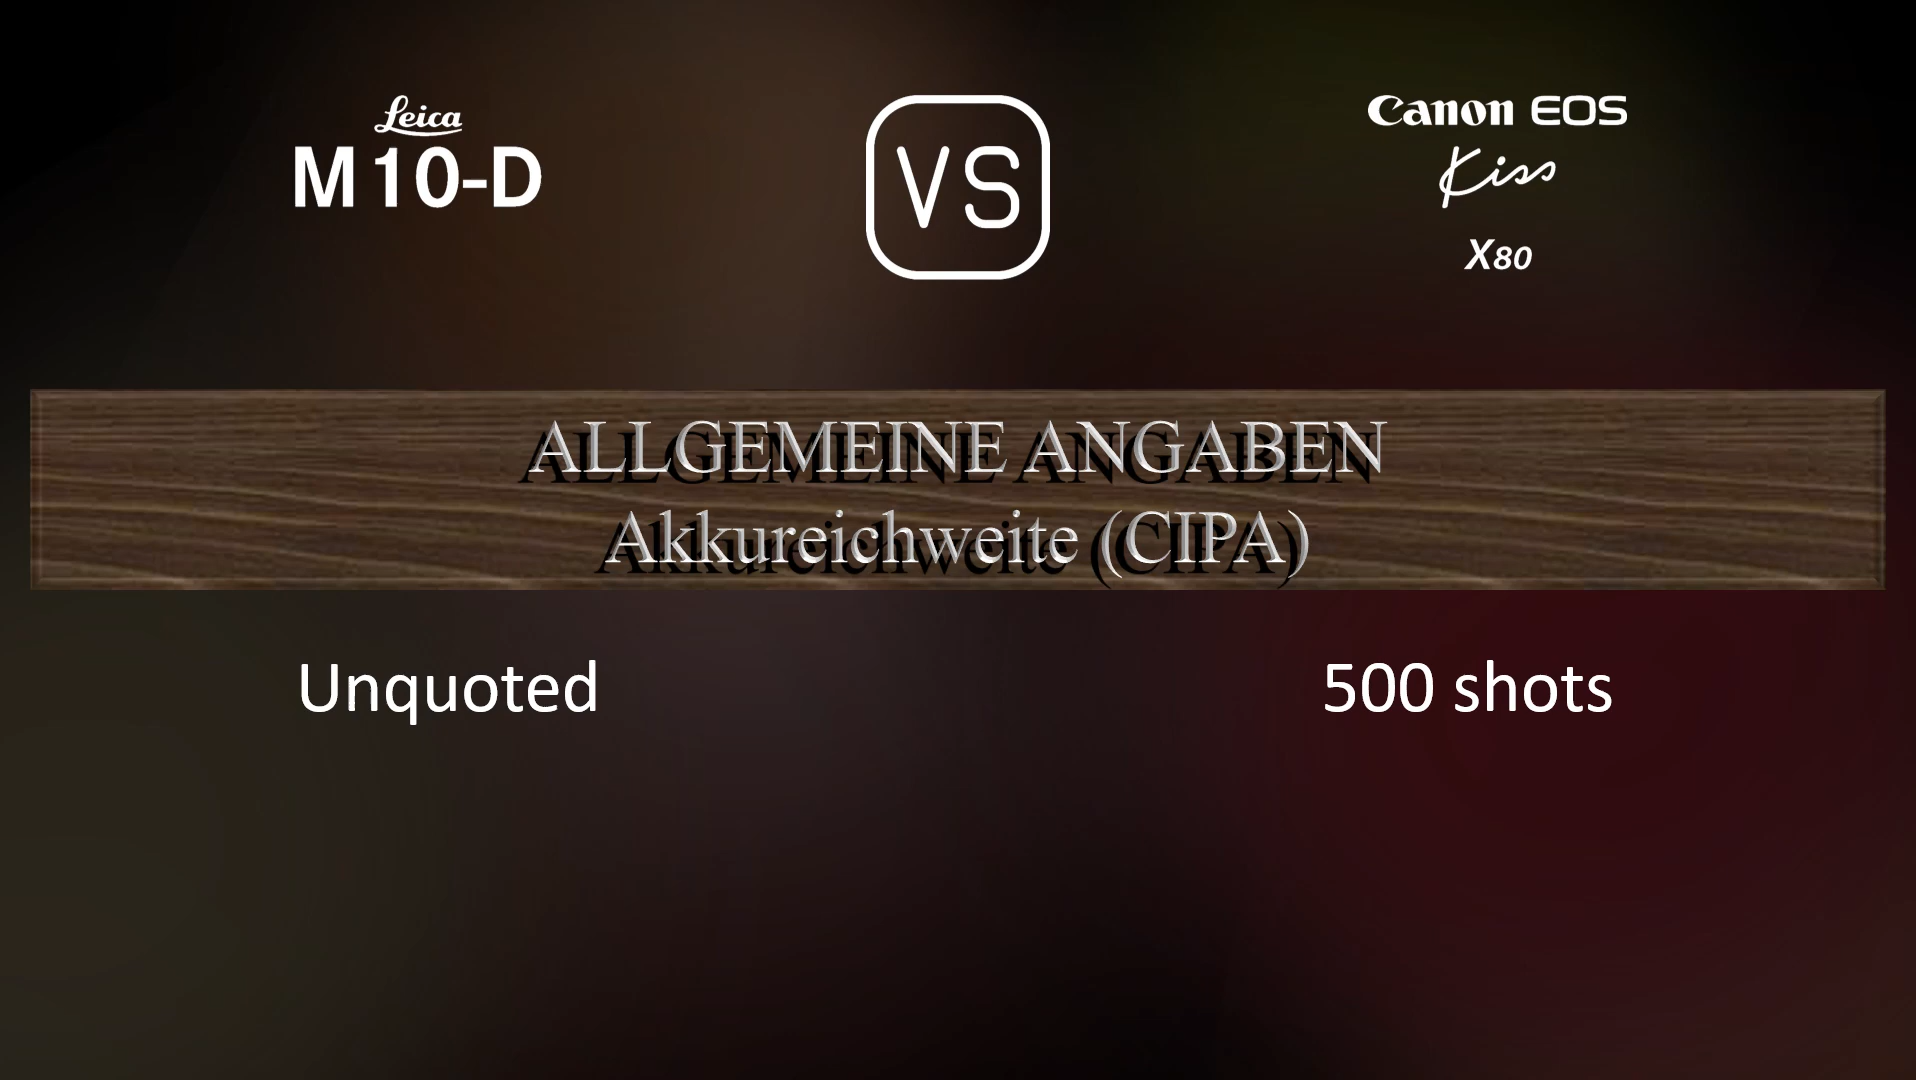 Leica
M10-D
VS
Canon EOS
Kiss
X80
ALLGEMEINE ANGABEN
Akkureichweite (CIPA)
Unquoted
500 shots